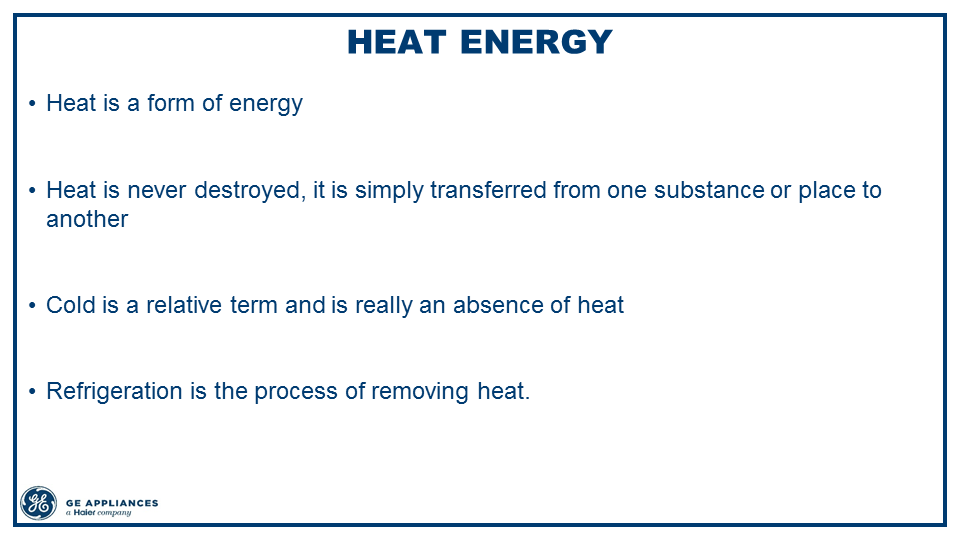 HEAT ENERGY
• Heat is a form of energy
• Heat is never destroyed, it is simply transferred from one substance or place to
another
• Cold is a relative term and is really an absence of heat
• Refrigeration is the process of removing heat.
GE
GE APPLIANCES
a Haier company